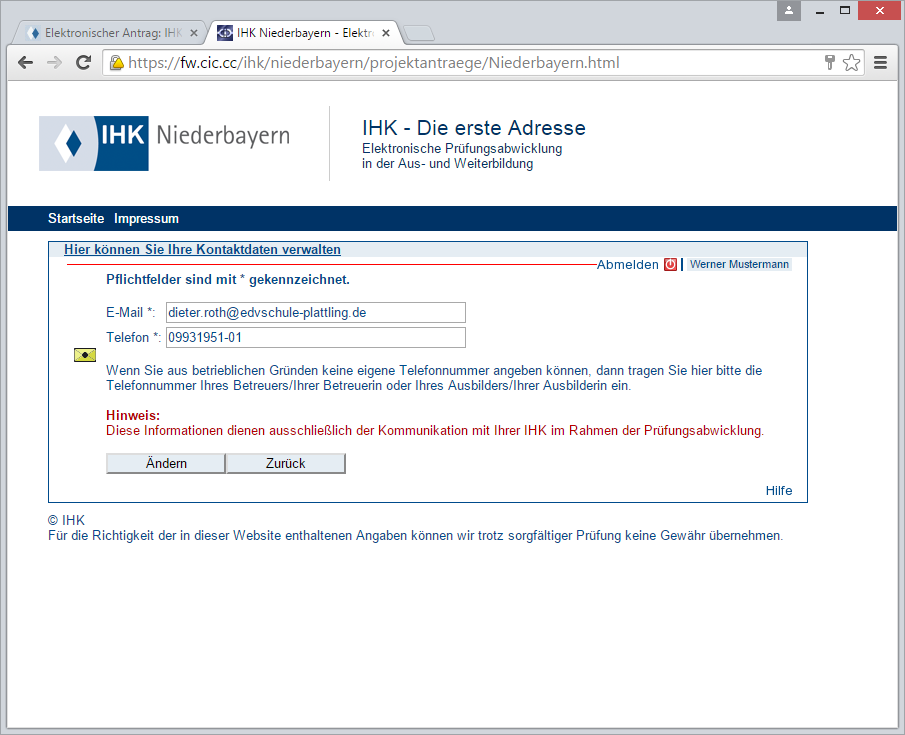 Elektronischer Antrag: IHK
IHK Niederbayern - Elektr
https://fw.cic.cc/ihk/niederbayern/projektantraege/Niederbayern.html
IHK Niederbayern
IHK - Die erste Adresse
Elektronische Prüfungsabwicklung
in der Aus- und Weiterbildung
Startseite Impressum
Hier können Sie Ihre Kontaktdaten verwalten
Abmelden Werner Mustermann
Pflichtfelder sind mit * gekennzeichnet.
E-Mail *: dieter.roth@edvschule-plattling.de
Telefon *: 09931951-01
Wenn Sie aus betrieblichen Gründen keine eigene Telefonnummer angeben können, dann tragen Sie hier bitte die
Telefonnummer Ihres Betreuers/Ihrer Betreuerin oder Ihres Ausbilders/Ihrer Ausbilderin ein.
Hinweis:
Diese Informationen dienen ausschließlich der Kommunikation mit Ihrer IHK im Rahmen der Prüfungsabwicklung.
Ändern Zurück
Hilfe
© IHK
Für die Richtigkeit der in dieser Website enthaltenen Angaben können wir trotz sorgfältiger Prüfung keine Gewähr übernehmen.